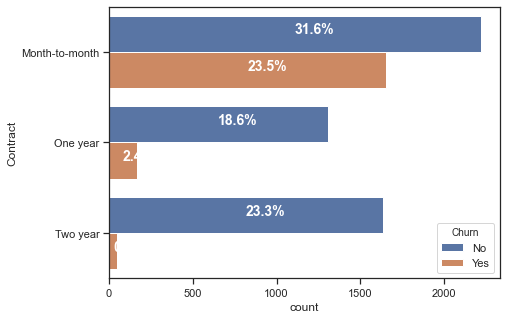 31.6%
Month-to-month
23.5%
18.6%
One year
2.4
23.3%
Two year
Contract
Churn
No
Yes
0 500 1000 1500 2000
count